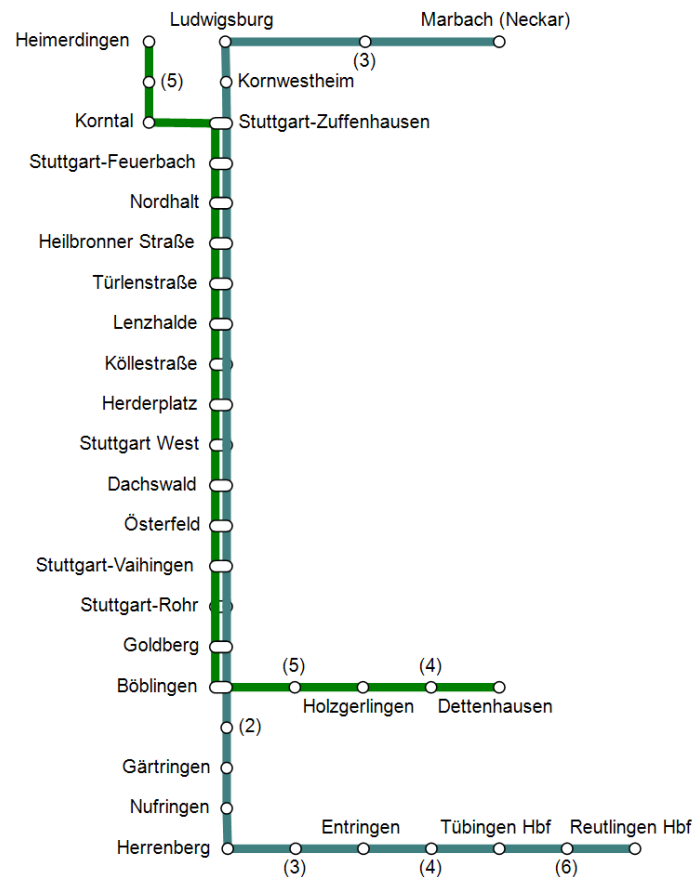 Ludwigsburg
Marbach (Neckar)
Heimerdingen
(3)
(5)
Kornwestheim
Korntal
Stuttgart-Zuffenhausen
Stuttgart-Feuerbach
Nordhalt
Heilbronner Straße
Türlenstraße
Lenzhalde
Köllestraße
Herderplatz
Stuttgart West
Dachswald
Österfeld
Stuttgart-Vaihingen
Stuttgart-Rohr
Goldberg
(5)
(4)
Böblingen
Holzgerlingen
Dettenhausen
(2)
Gärtringen
Nufringen
Entringen
Tübingen Hbf
Reutlingen Hbf
Herrenberg
(3)
(4)
(6)